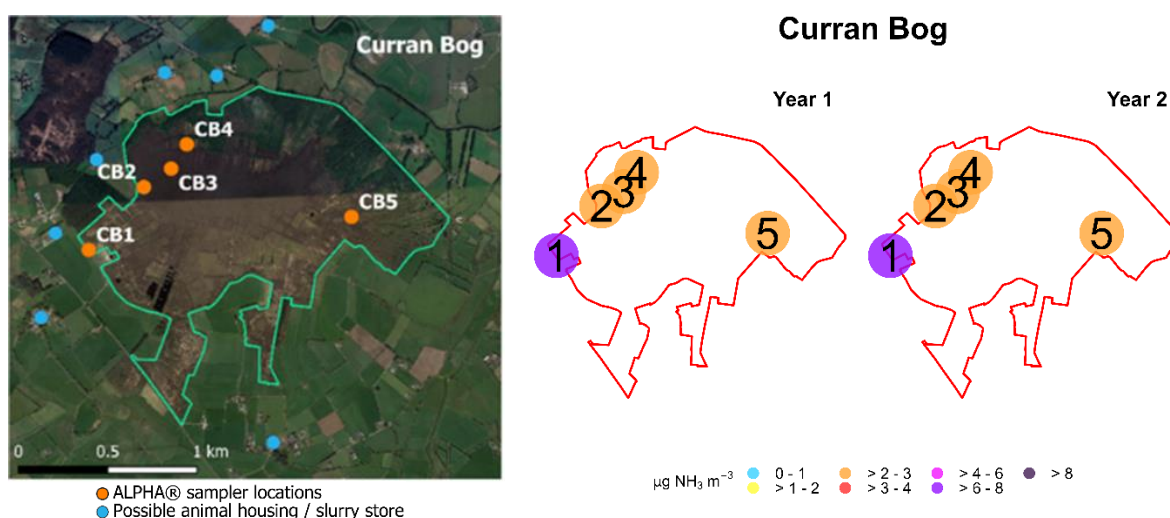 Curran Bog
CB4
CB2
CB3
CB5
CB1
0
0.5
1 km
ALPHA® sampler locations
Possible animal housing / slurry store
Curran Bog
Year 1
Year 2
4
3
2
5
1
4
3
2
5
1
µg NH₃ m⁻³
0 - 1
> 2 - 3
> 4 - 6
> 8
> 1 - 2
> 3 - 4
> 6 - 8